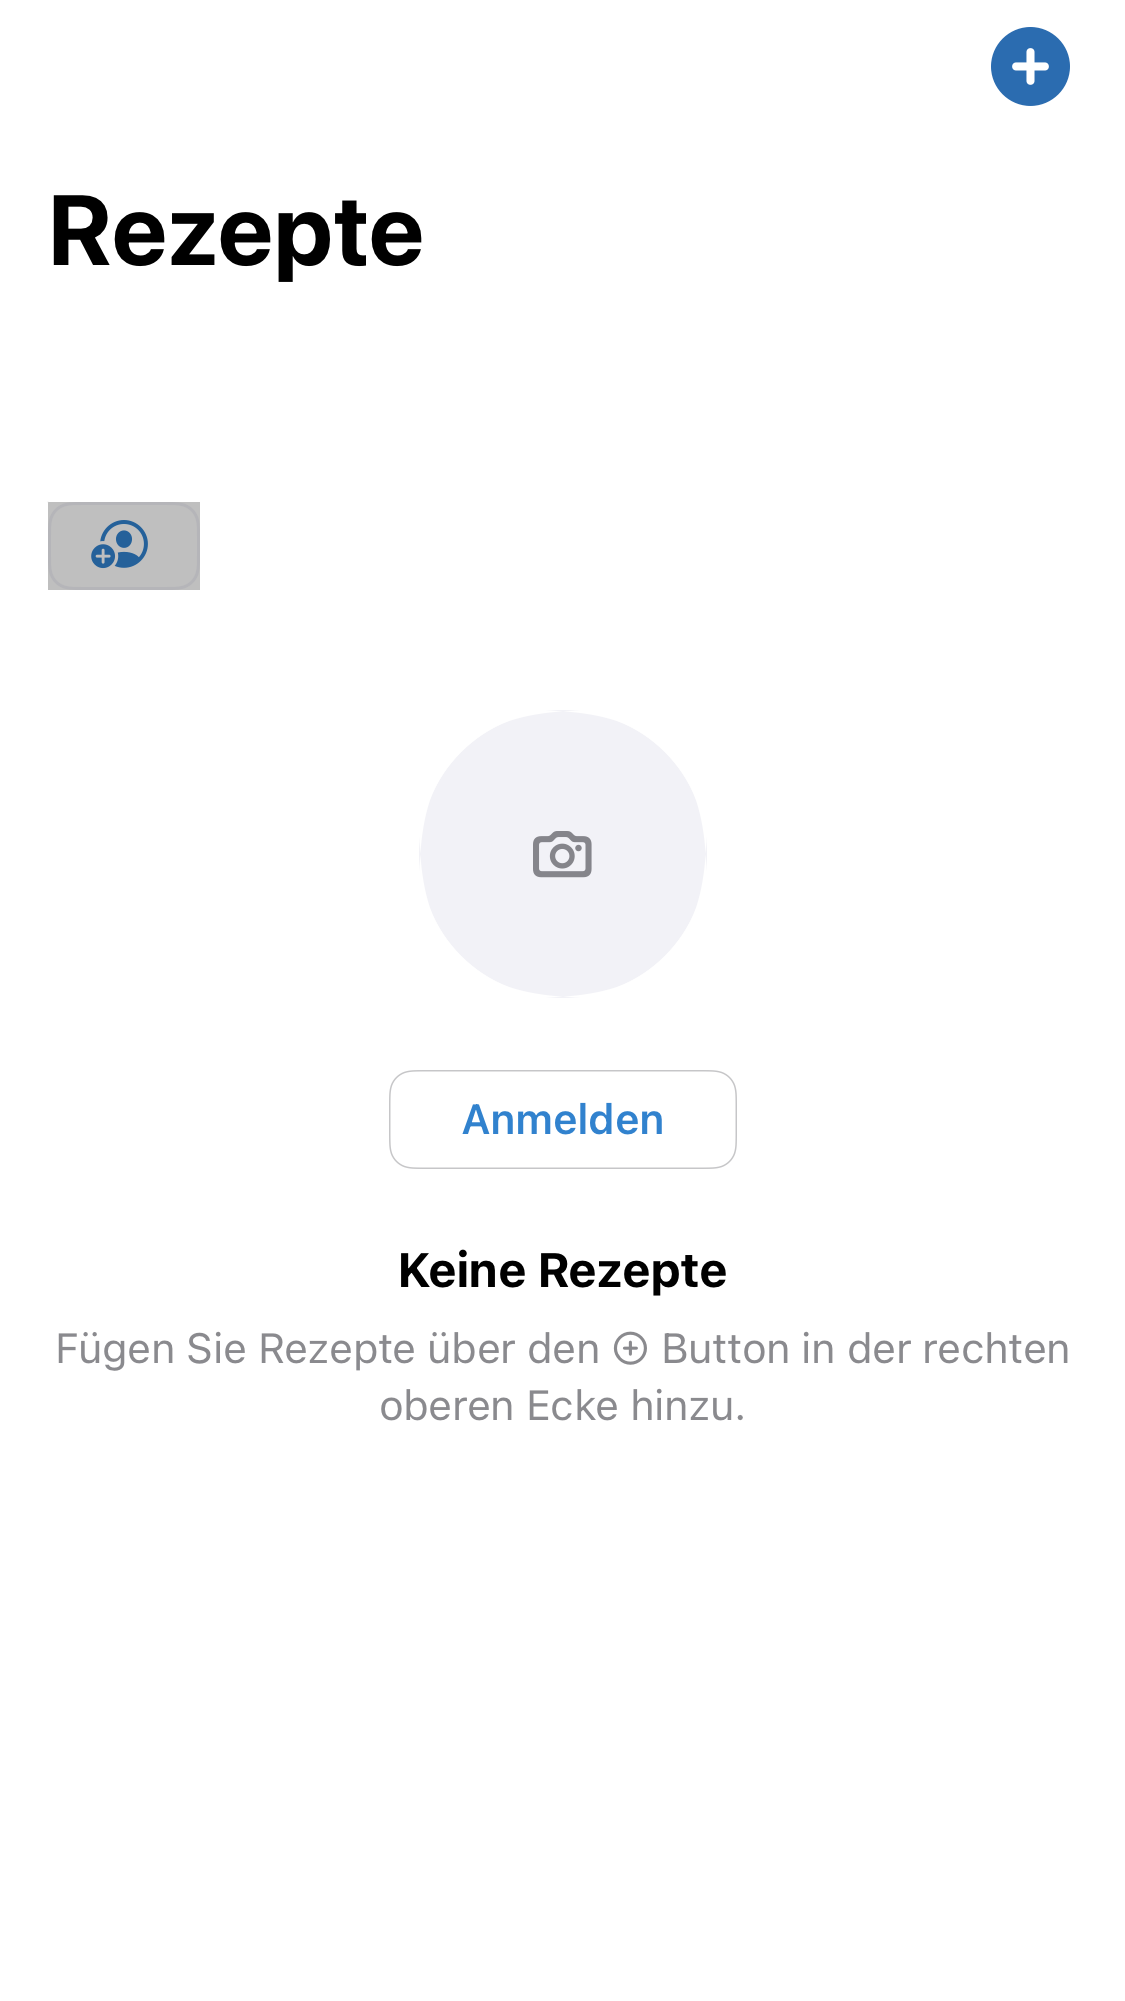 Rezepte
Anmelden
Keine Rezepte
Fügen Sie Rezepte über den ⊕ Button in der rechten
oberen Ecke hinzu.